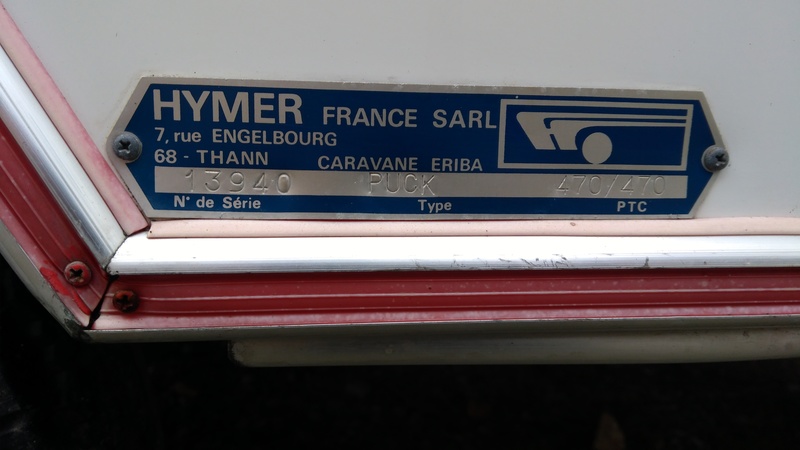 HYMER FRANCE SARL
7, rue ENGELBOURG
68 - THANN CARAVANE ERIBA
13940 PUCK 470/470
N° de Série Type PTC